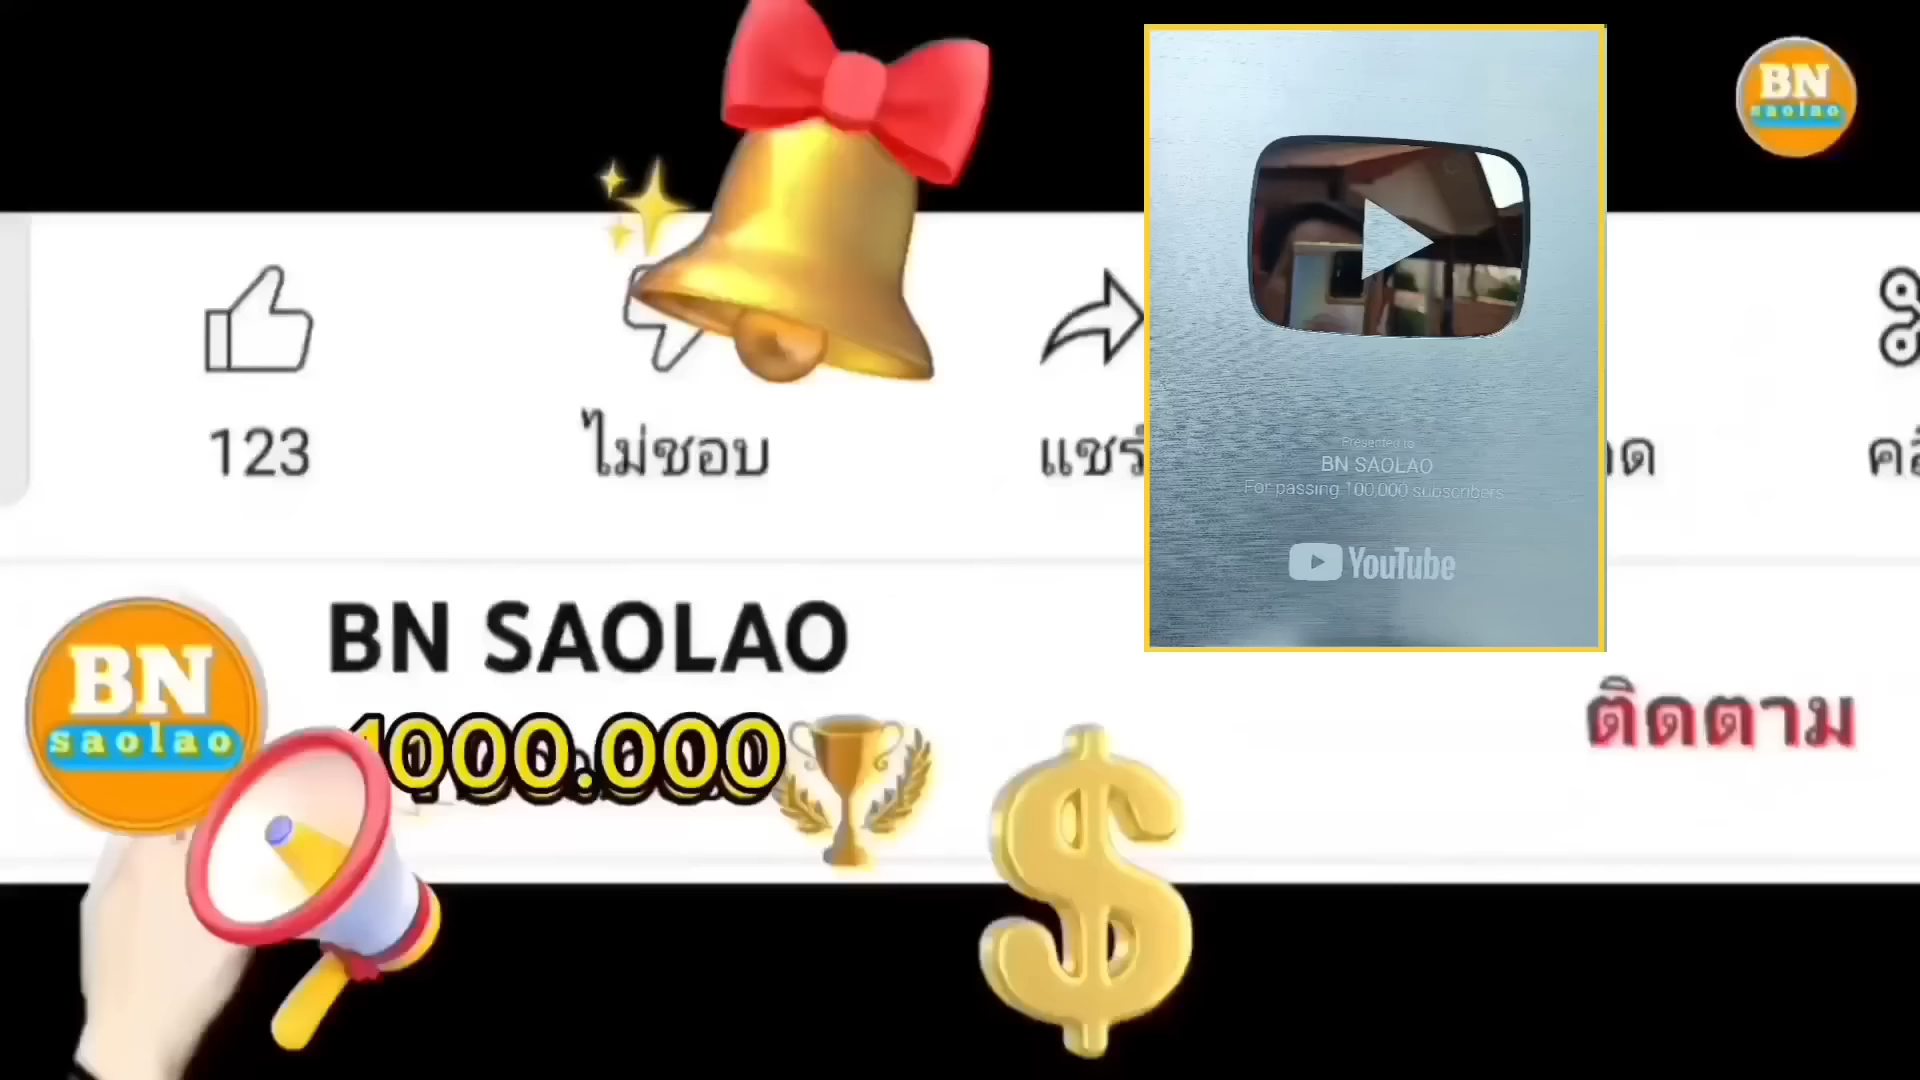 BN
saolao
123
ไม่ชอบ
Presented to
BN SAOLAO
For passing 100,000 subscribers
YouTube
BN
saolao
BN SAOLAO
1000.000
ติดตาม